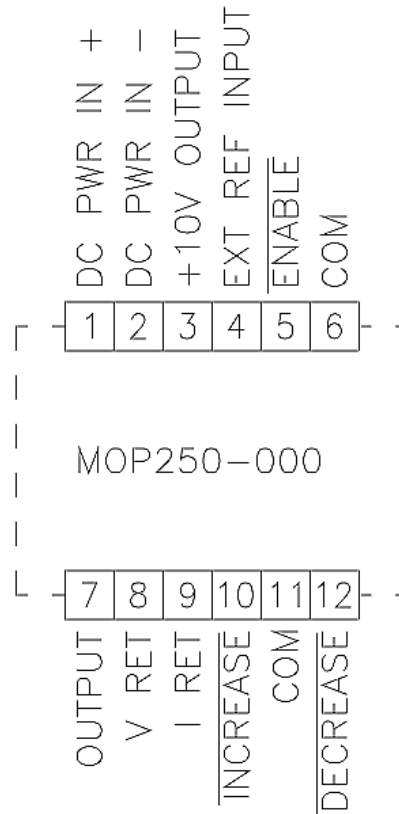 DC PWR IN +
DC PWR IN -
+10V OUTPUT
EXT REF INPUT
ENABLE
COM
1 2 3 4 5 6
MOP250-000
7 8 9 10 11 12
OUTPUT
V RET
I RET
INCREASE
COM
DECREASE